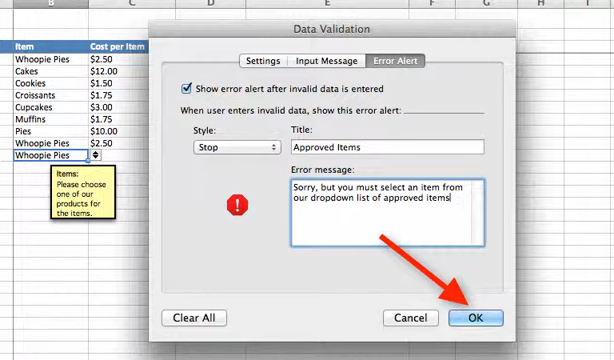 B C D E F G H I
Data Validation
Item Cost per Item
Whoopie Pies $2.50
Cakes $12.00
Cookies $1.50
Croissants $1.75
Cupcakes $3.00
Muffins $1.75
Pies $10.00
Whoopie Pies $2.50
Whoopie Pies
Items:
Please choose
one of our
products for
the items.
Settings Input Message Error Alert
Show error alert after invalid data is entered
When user enters invalid data, show this error alert:
Style: Title:
Stop Approved Items
Error message:
Sorry, but you must select an item from
our dropdown list of approved items
Clear All Cancel OK